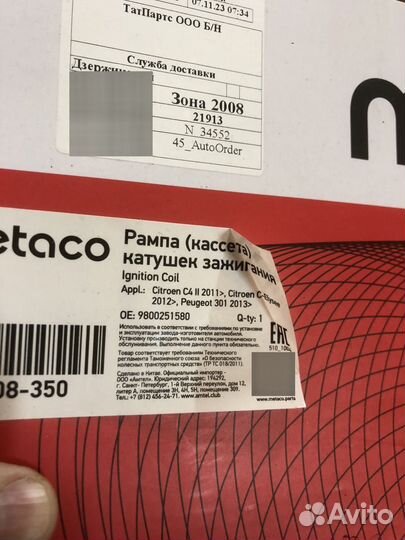 07.11.23 07:34
ТатПартс ООО Б/Н
Служба доставки
Зона 2008
21913
N_34552
45_AutoOrder
m
etaco
Рампа (кассета)
катушек зажигания
Ignition Coil
Appl.: Citroen C4 II 2011>, Citroen C-Elysee
2012>, Peugeot 301 2013>
OE: 9800251580
Q-ty: 1
Использовать в соответствии с требованиями по установке
и эксплуатации завода-изготовителя автомобиля.
Установку производить только на станции технического
обслуживания. Выполнение данного пункта обязательно.
Товар соответствует требованиям Технического
регламента Таможенного союза «О безопасности
колесных транспортных средств» (ТР ТС 018/2011).
Сделано в Китае. Официальный импортер -
ООО «Амтел». Юридический адрес: 194292,
г. Санкт - Петербург, 1-й Верхний переулок, дом 12,
литер А, помещение 3Н, 4Н, 5Н, помещение 309.
Тел.: +7 (812) 456-24-71. www.amtel.club
EAC
www.metaco.parts
08-350
Avito